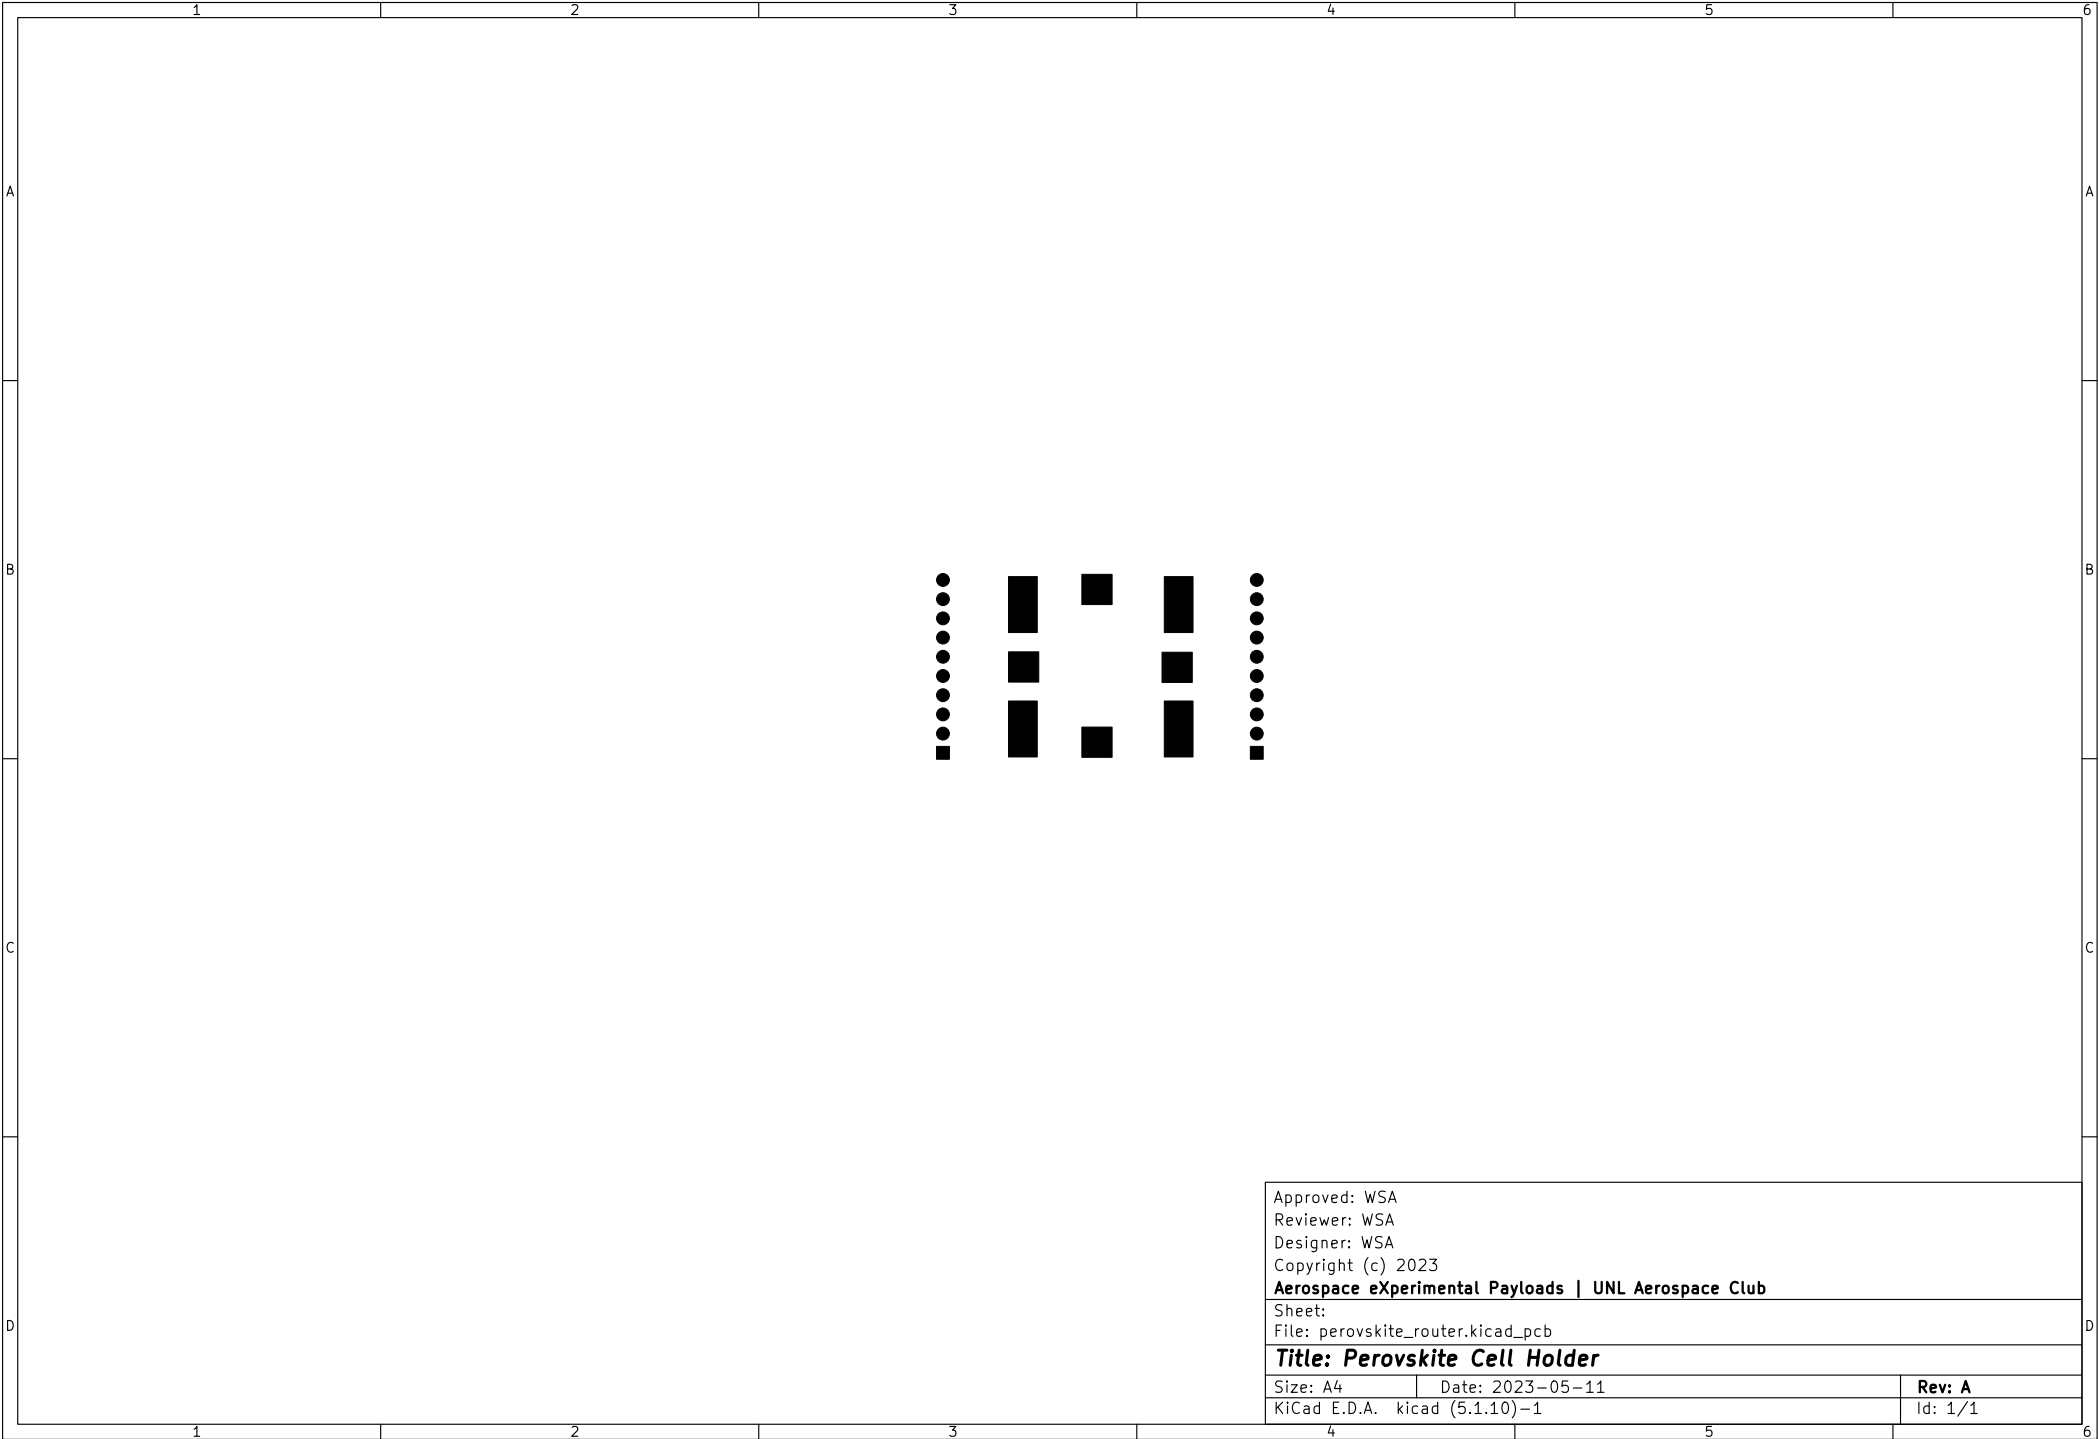 1 2 3 4 5 6
A A
B B
C C
Approved: WSA
Reviewer: WSA
Designer: WSA
Copyright (c) 2023
Aerospace eXperimental Payloads | UNL Aerospace Club
Sheet:
D D
File: perovskite_router.kicad_pcb
Title: Perovskite Cell Holder
Size: A4 Date: 2023-05-11 Rev: A
KiCad E.D.A. kicad (5.1.10)-1 Id: 1/1
1 2 3 4 5 6